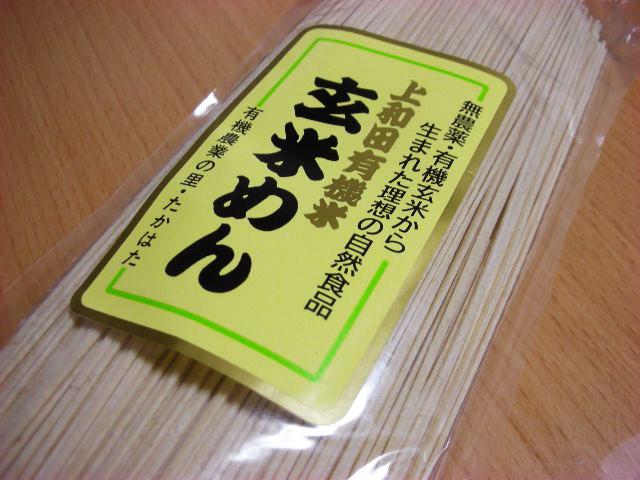 無農薬・有機玄米から
生まれた理想の自然食品
上和田有機米
玄米めん
有機農業の里・たかはた